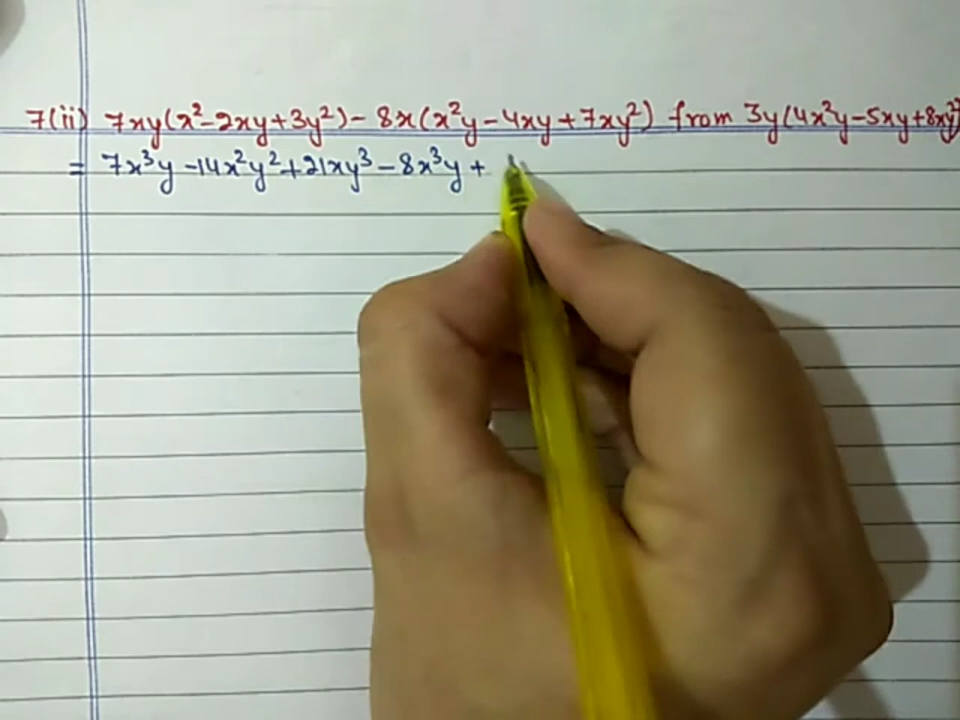 7(ii) 7xy(x²-2xy+3y²)- 8x(x²y-4xy+7xy²) from 3y(4x²y-5xy+8xy²)
= 7x³y -14x²y²+21xy³-8x³y+